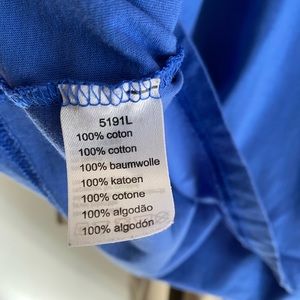 5191L
100% coton
100% cotton
100% baumwolle
100% katoen
100% cotone
100% algodão
100% algodón